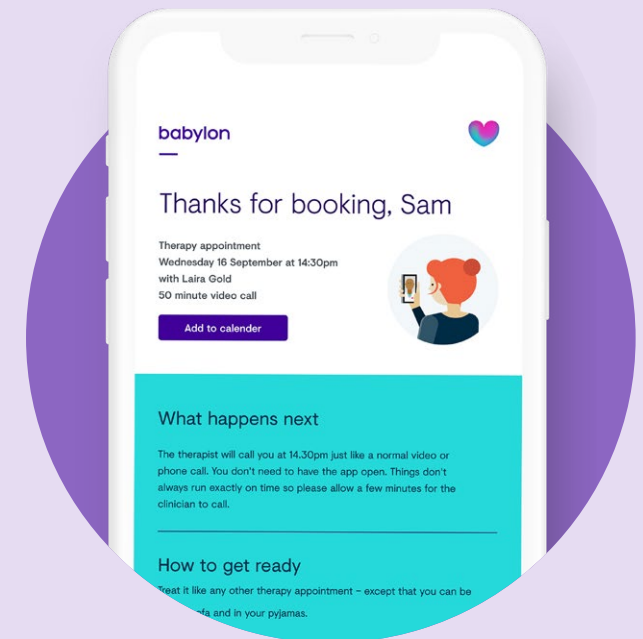 babylon
Thanks for booking, Sam
Therapy appointment
Wednesday 16 September at 14:30pm
with Laira Gold
50 minute video call
Add to calender
What happens next
The therapist will call you at 14.30pm just like a normal video or
phone call. You don't need to have the app open. Things don't
always run exactly on time so please allow a few minutes for the
clinician to call.
How to get ready
Treat it like any other therapy appointment – except that you can be
and in your pyjamas.